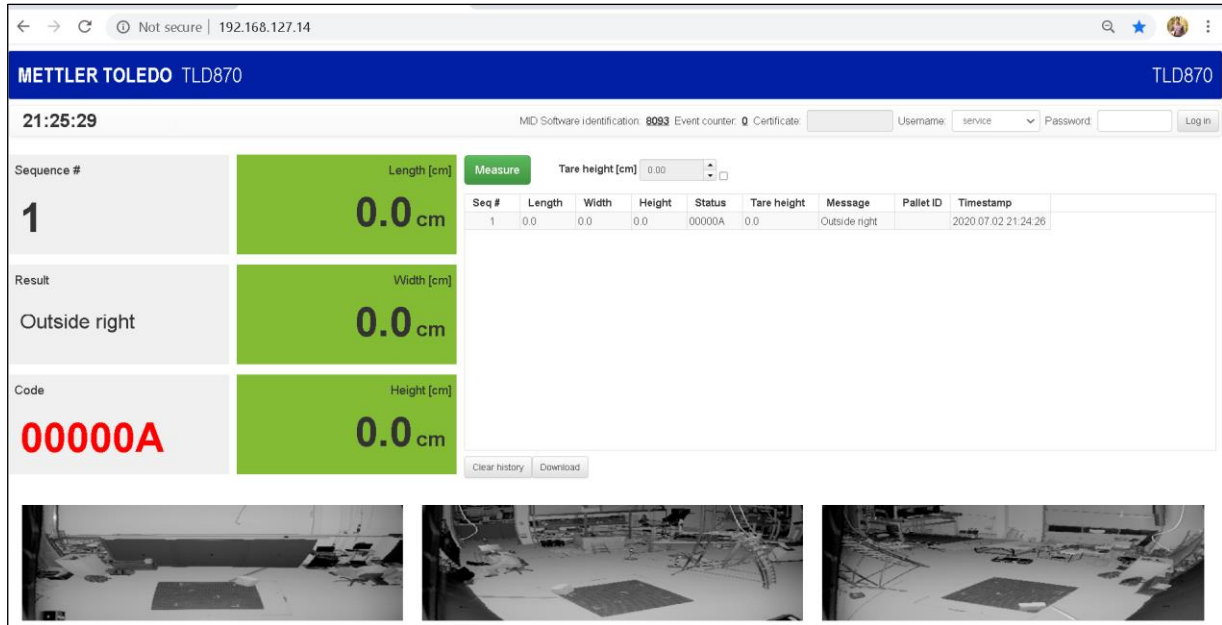 Not secure | 192.168.127.14
METTLER TOLEDO TLD870
TLD870
21:25:29
MID Software identification: 8093 Event counter: 0 Certificate:
Username: service Password: Log in
Sequence #
1
Length [cm]
0.0 cm
Result
Outside right
Width [cm]
0.0 cm
Code
00000A
Height [cm]
0.0 cm
Measure Tare height [cm] 0.00
Seq # Length Width Height Status Tare height Message Pallet ID Timestamp
1 0.0 0.0 0.0 00000A 0.0 Outside right 2020.07.02 21:24:26
Clear history Download